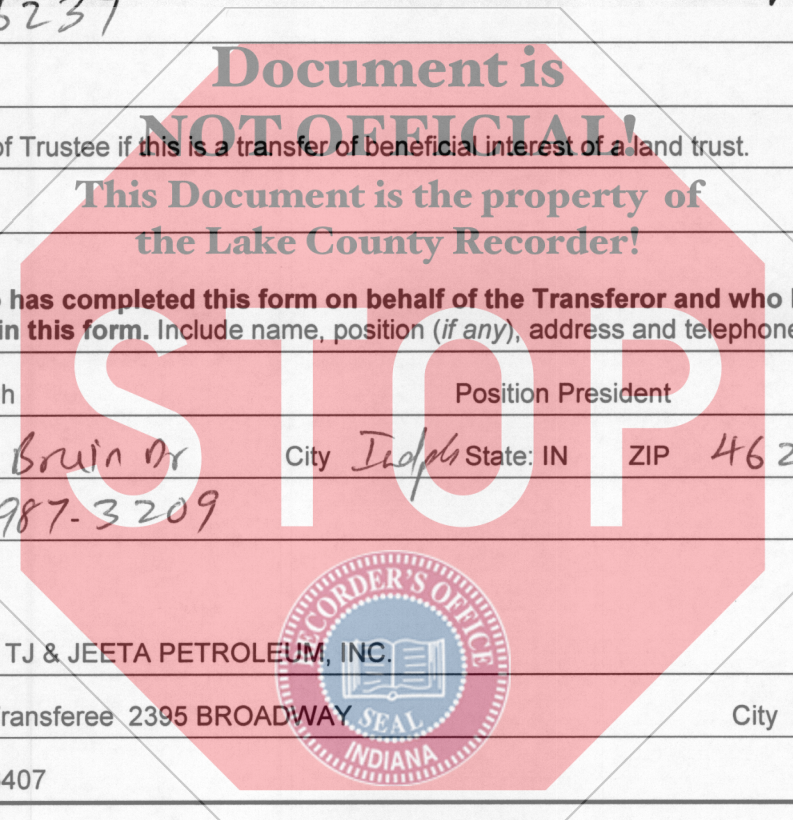 6237
Document is
NOT OFFICIAL!
of Trustee if this is a transfer of beneficial interest of a land trust.
This Document is the property of
the Lake County Recorder!
has completed this form on behalf of the Transferor and who
in this form. Include name, position (if any), address and telephone
h Position President
Bruin Dr City Indpls State: IN ZIP 462
987-3209
STOP
RECORDER'S OFFICE
TJ & JEETA PETROLEUM, INC.
Transferee 2395 BROADWAY City
SEAL
INDIANA
407